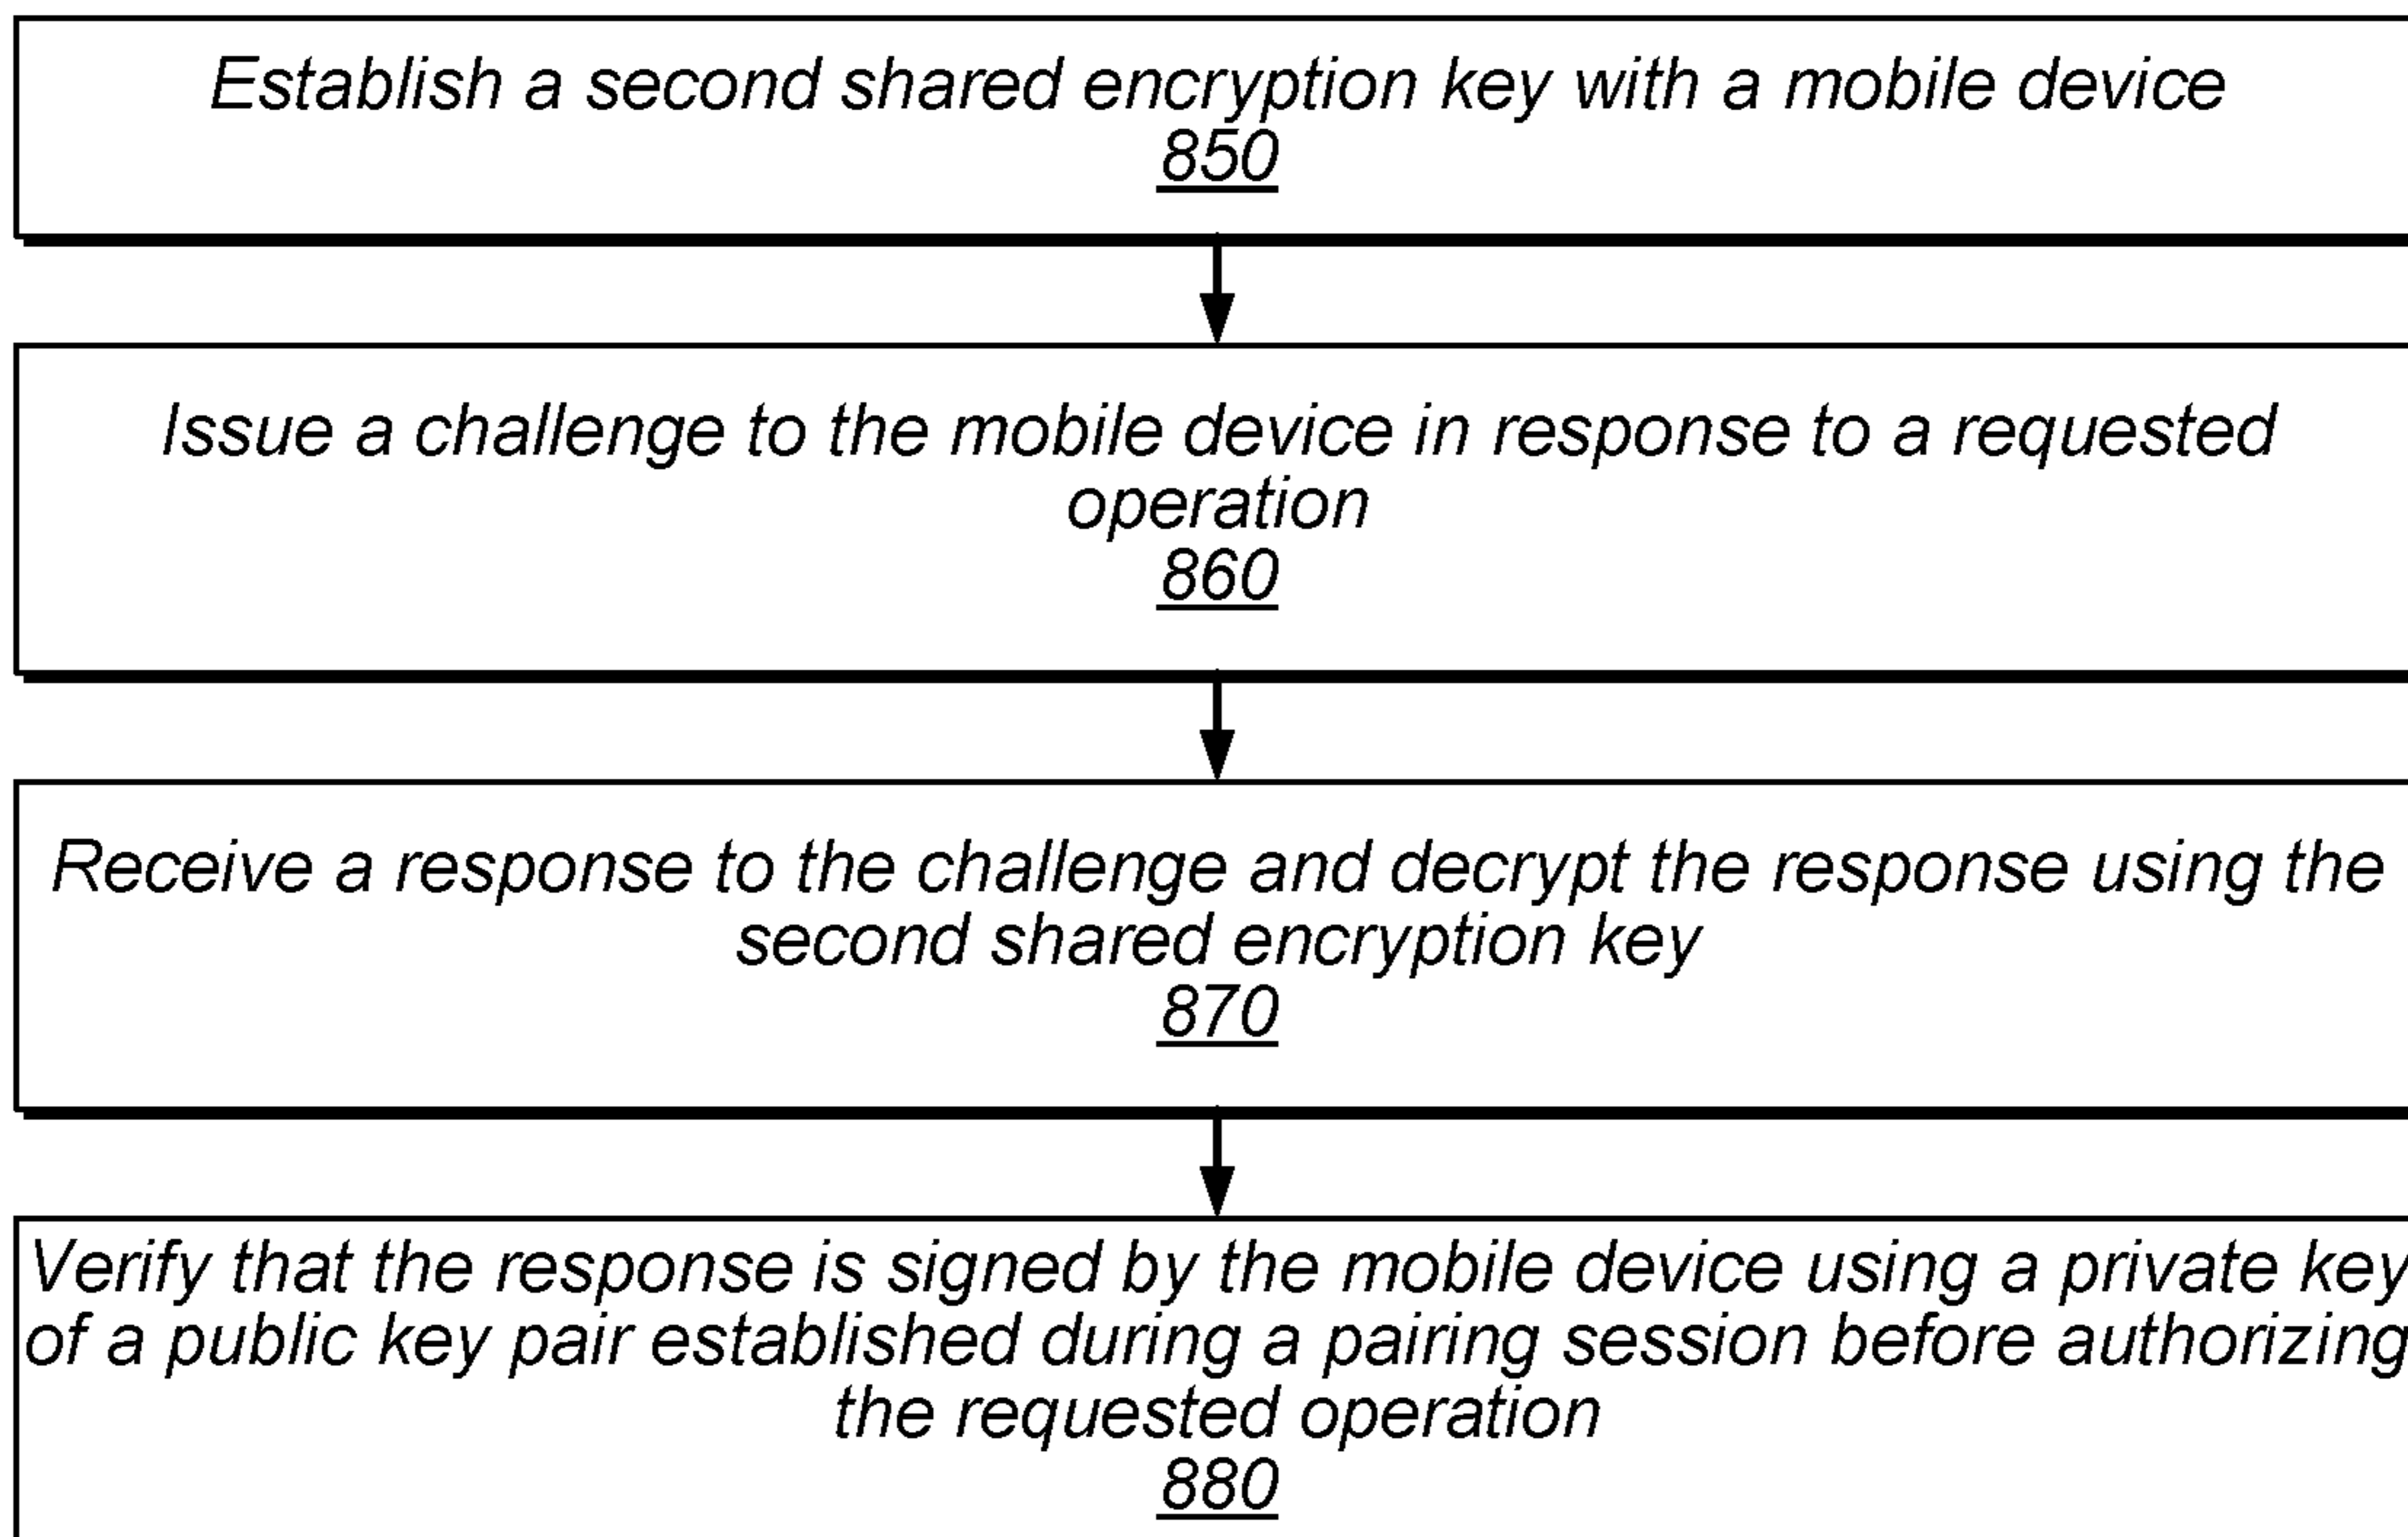 Establish a second shared encryption key with a mobile device
850
Issue a challenge to the mobile device in response to a requested
operation
860
Receive a response to the challenge and decrypt the response using the
second shared encryption key
870
Verify that the response is signed by the mobile device using a private key
of a public key pair established during a pairing session before authorizing
the requested operation
880